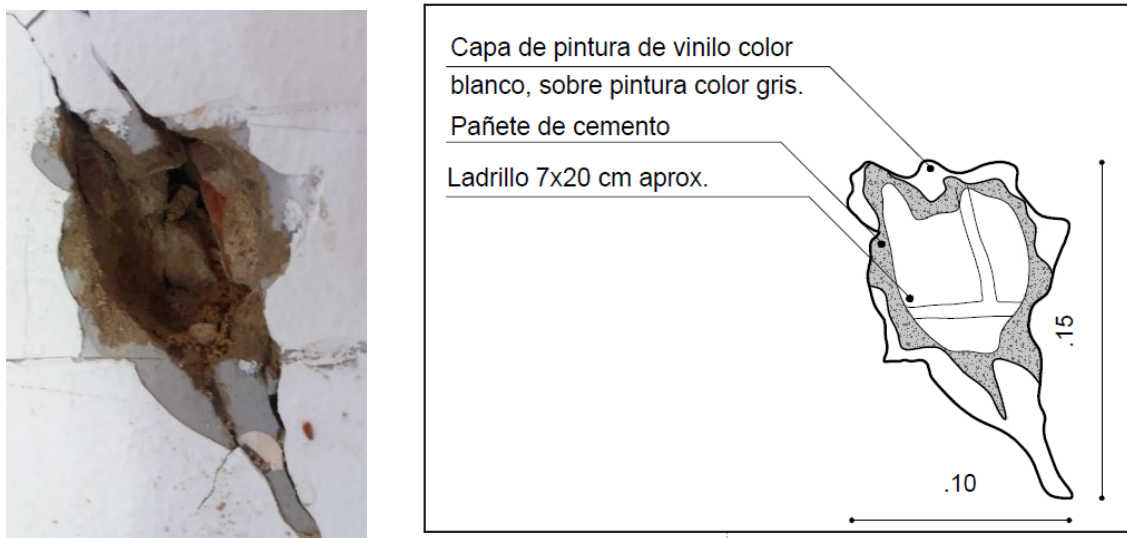 Capa de pintura de vinilo color
blanco, sobre pintura color gris.
Pañete de cemento
Ladrillo 7x20 cm aprox.
.15
.10